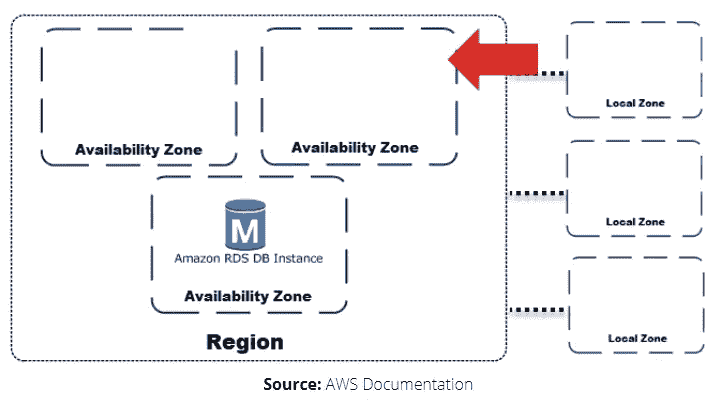 Availability Zone
Availability Zone
Local Zone
M
Amazon RDS DB Instance
Availability Zone
Local Zone
Region
Local Zone
Source: AWS Documentation